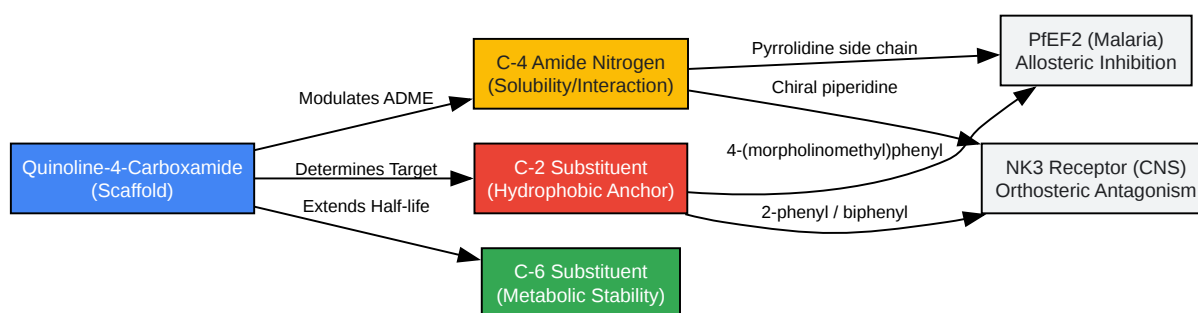 Quinoline-4-Carboxamide
(Scaffold)
Modulates ADME
Determines Target
Extends Half-life
C-4 Amide Nitrogen
(Solubility/Interaction)
C-2 Substituent
(Hydrophobic Anchor)
C-6 Substituent
(Metabolic Stability)
Pyrrolidine side chain
Chiral piperidine
4-(morpholinomethyl)phenyl
2-phenyl / biphenyl
PfEF2 (Malaria)
Allosteric Inhibition
NK3 Receptor (CNS)
Orthosteric Antagonism